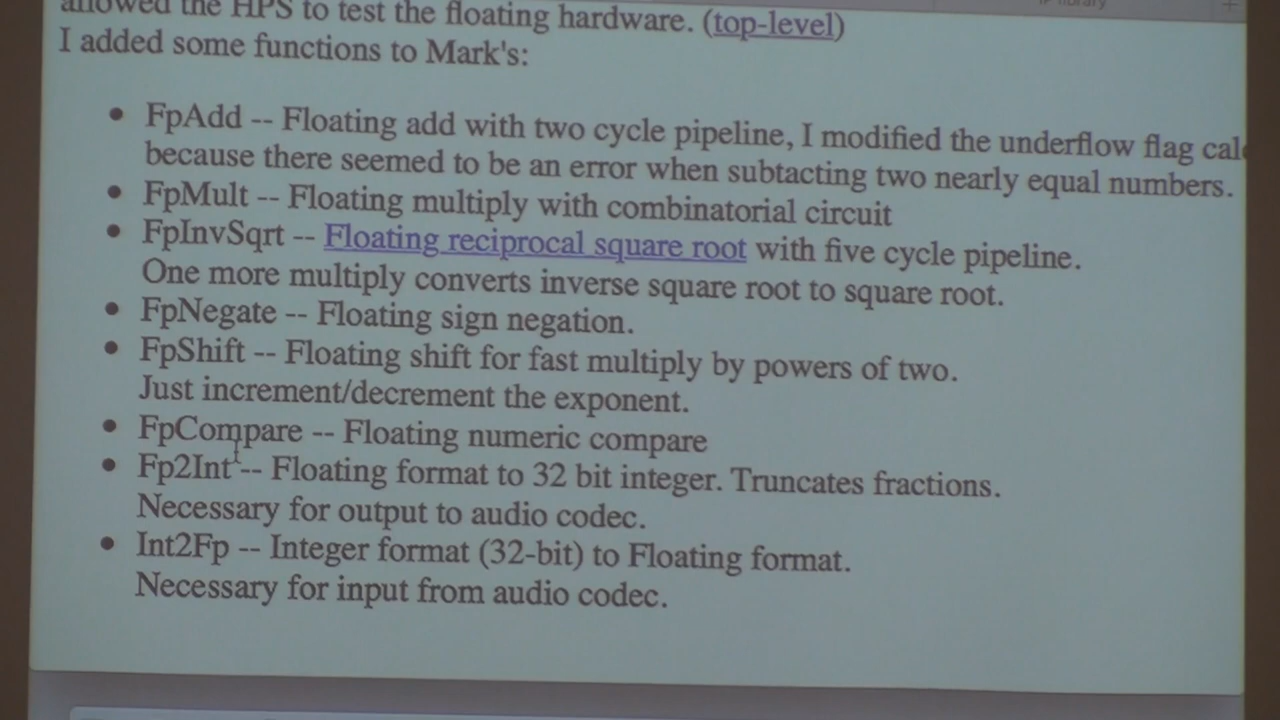 allowed the HPS to test the floating hardware. (top-level)
I added some functions to Mark's:
• FpAdd -- Floating add with two cycle pipeline, I modified the underflow flag
because there seemed to be an error when subtacting two nearly equal numbers.
• FpMult -- Floating multiply with combinatorial circuit
• FpInvSqrt -- Floating reciprocal square root with five cycle pipeline.
One more multiply converts inverse square root to square root.
• FpNegate -- Floating sign negation.
• FpShift -- Floating shift for fast multiply by powers of two.
Just increment/decrement the exponent.
• FpCompare -- Floating numeric compare
• Fp2Int -- Floating format to 32 bit integer. Truncates fractions.
Necessary for output to audio codec.
• Int2Fp -- Integer format (32-bit) to Floating format.
Necessary for input from audio codec.